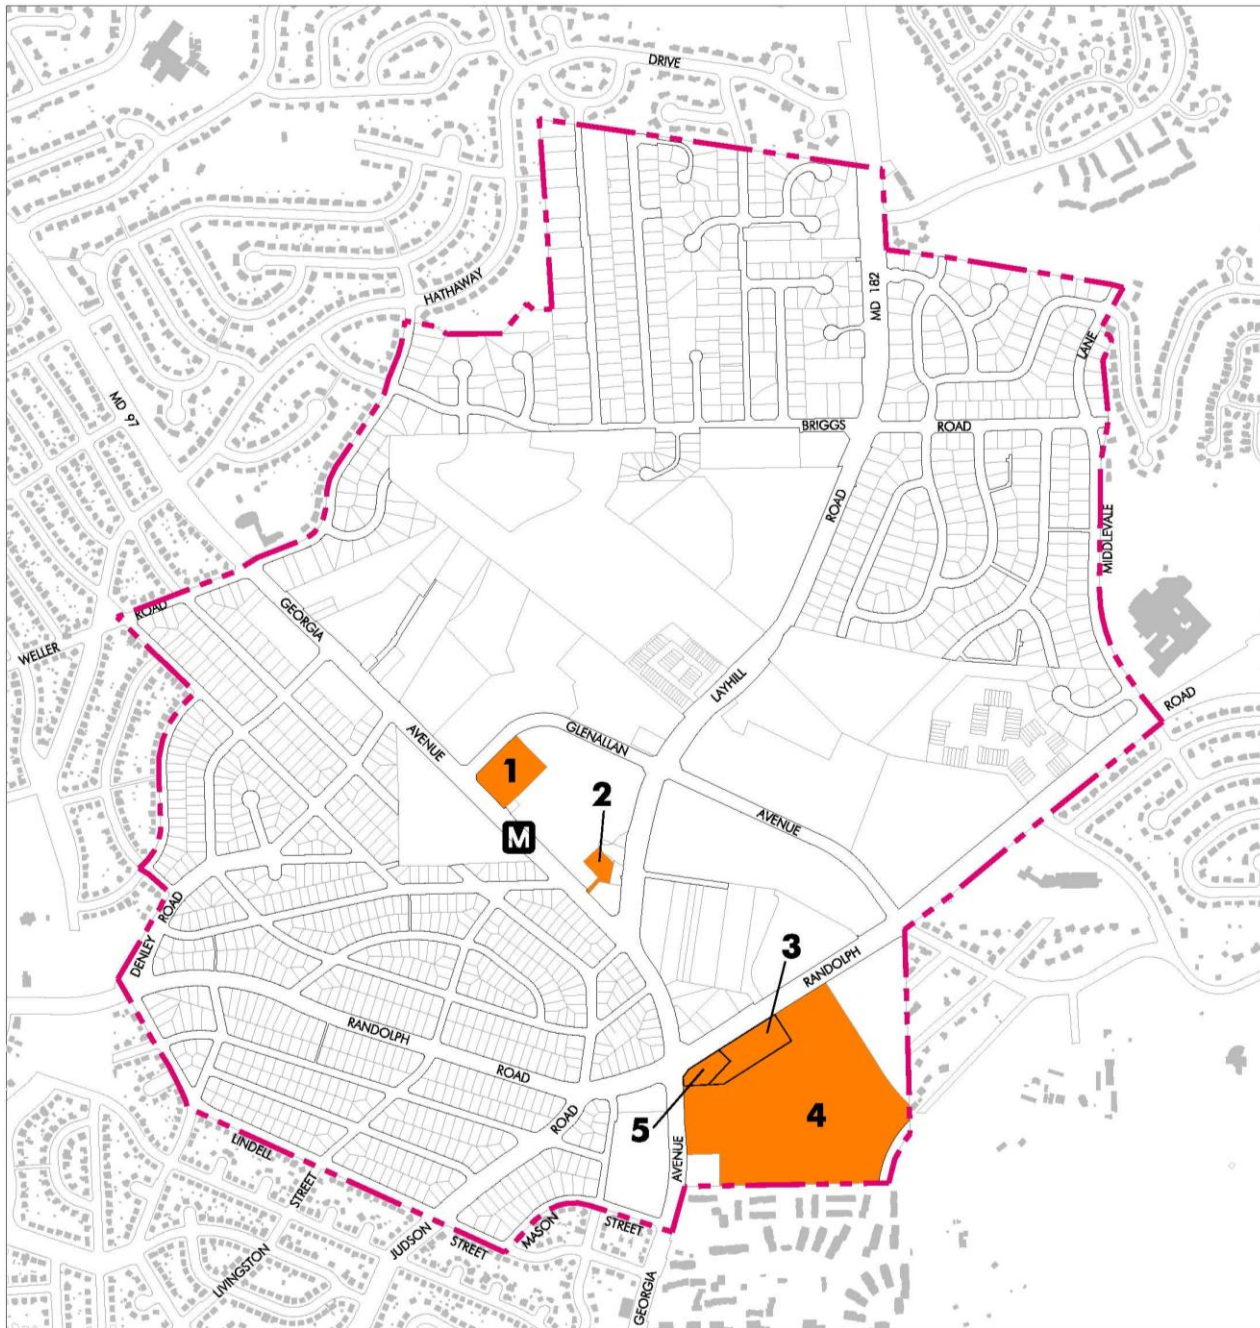 DRIVE
HATHAWAY
MD 182
LANE
MD 97
BRIGGS
ROAD
ROAD
MIDDLEVALE
GEORGIA
ROAD
WELLER
LAYHILL
ROAD
AVENUE
GLENALLAN
1
2
AVENUE
M
ROAD
DENLEY
3
RANDOLPH
RANDOLPH
ROAD
4
5
ROAD
AVENUE
LINDELL
STREET
MASON
STREET
JUDSON
STREET
LIVINGSTON
GEORGIA